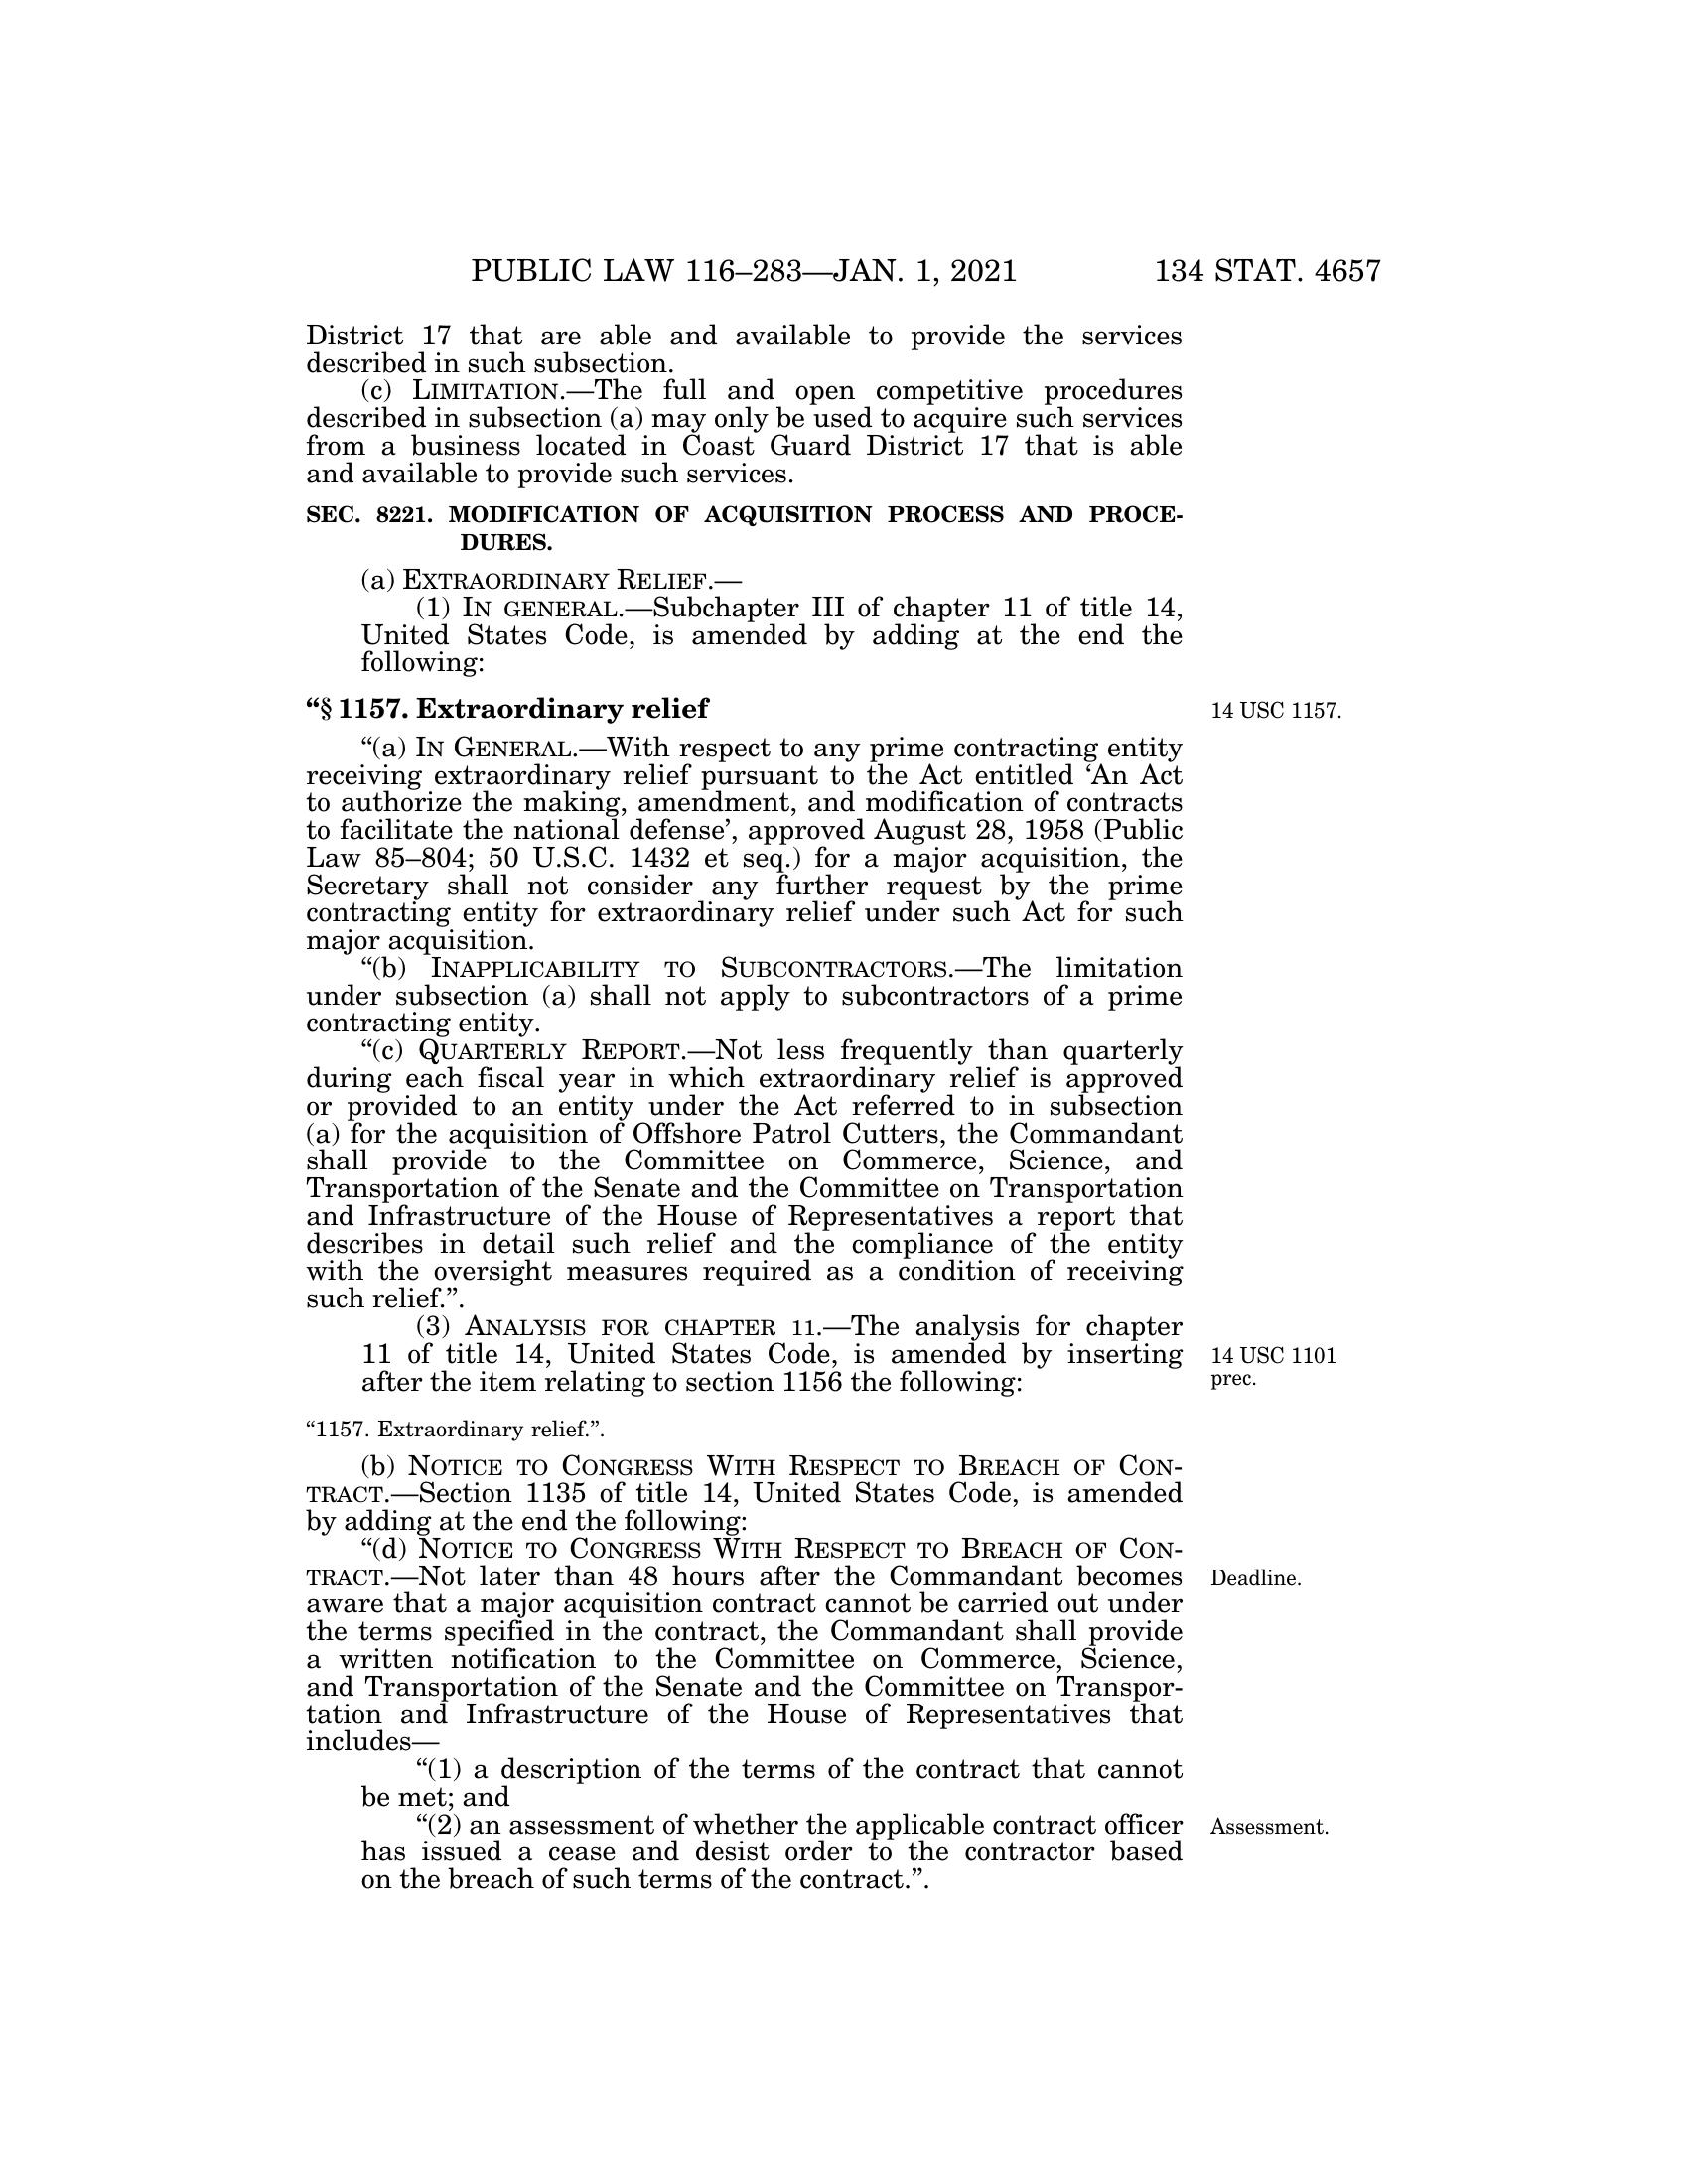 PUBLIC LAW 116–283—JAN. 1, 2021 134 STAT. 4657
District 17 that are able and available to provide the services
described in such subsection.
(c) LIMITATION.—The full and open competitive procedures
described in subsection (a) may only be used to acquire such services
from a business located in Coast Guard District 17 that is able
and available to provide such services.
SEC. 8221. MODIFICATION OF ACQUISITION PROCESS AND PROCE-
DURES.
(a) EXTRAORDINARY RELIEF.—
(1) IN GENERAL.—Subchapter III of chapter 11 of title 14,
United States Code, is amended by adding at the end the
following:
“§ 1157. Extraordinary relief
14 USC 1157.
“(a) IN GENERAL.—With respect to any prime contracting entity
receiving extraordinary relief pursuant to the Act entitled ‘An Act
to authorize the making, amendment, and modification of contracts
to facilitate the national defense’, approved August 28, 1958 (Public
Law 85–804; 50 U.S.C. 1432 et seq.) for a major acquisition, the
Secretary shall not consider any further request by the prime
contracting entity for extraordinary relief under such Act for such
major acquisition.
“(b) INAPPLICABILITY TO SUBCONTRACTORS.—The limitation
under subsection (a) shall not apply to subcontractors of a prime
contracting entity.
“(c) QUARTERLY REPORT.—Not less frequently than quarterly
during each fiscal year in which extraordinary relief is approved
or provided to an entity under the Act referred to in subsection
(a) for the acquisition of Offshore Patrol Cutters, the Commandant
shall provide to the Committee on Commerce, Science, and
Transportation of the Senate and the Committee on Transportation
and Infrastructure of the House of Representatives a report that
describes in detail such relief and the compliance of the entity
with the oversight measures required as a condition of receiving
such relief.”.
(3) ANALYSIS FOR CHAPTER 11.—The analysis for chapter
11 of title 14, United States Code, is amended by inserting
after the item relating to section 1156 the following:
14 USC 1101
prec.
“1157. Extraordinary relief.”.
(b) NOTICE TO CONGRESS WITH RESPECT TO BREACH OF CON-
TRACT.—Section 1135 of title 14, United States Code, is amended
by adding at the end the following:
“(d) NOTICE TO CONGRESS WITH RESPECT TO BREACH OF CON-
TRACT.—Not later than 48 hours after the Commandant becomes
Deadline.
aware that a major acquisition contract cannot be carried out under
the terms specified in the contract, the Commandant shall provide
a written notification to the Committee on Commerce, Science,
and Transportation of the Senate and the Committee on Transpor-
tation and Infrastructure of the House of Representatives that
includes—
“(1) a description of the terms of the contract that cannot
be met; and
“(2) an assessment of whether the applicable contract officer
Assessment.
has issued a cease and desist order to the contractor based
on the breach of such terms of the contract.”.